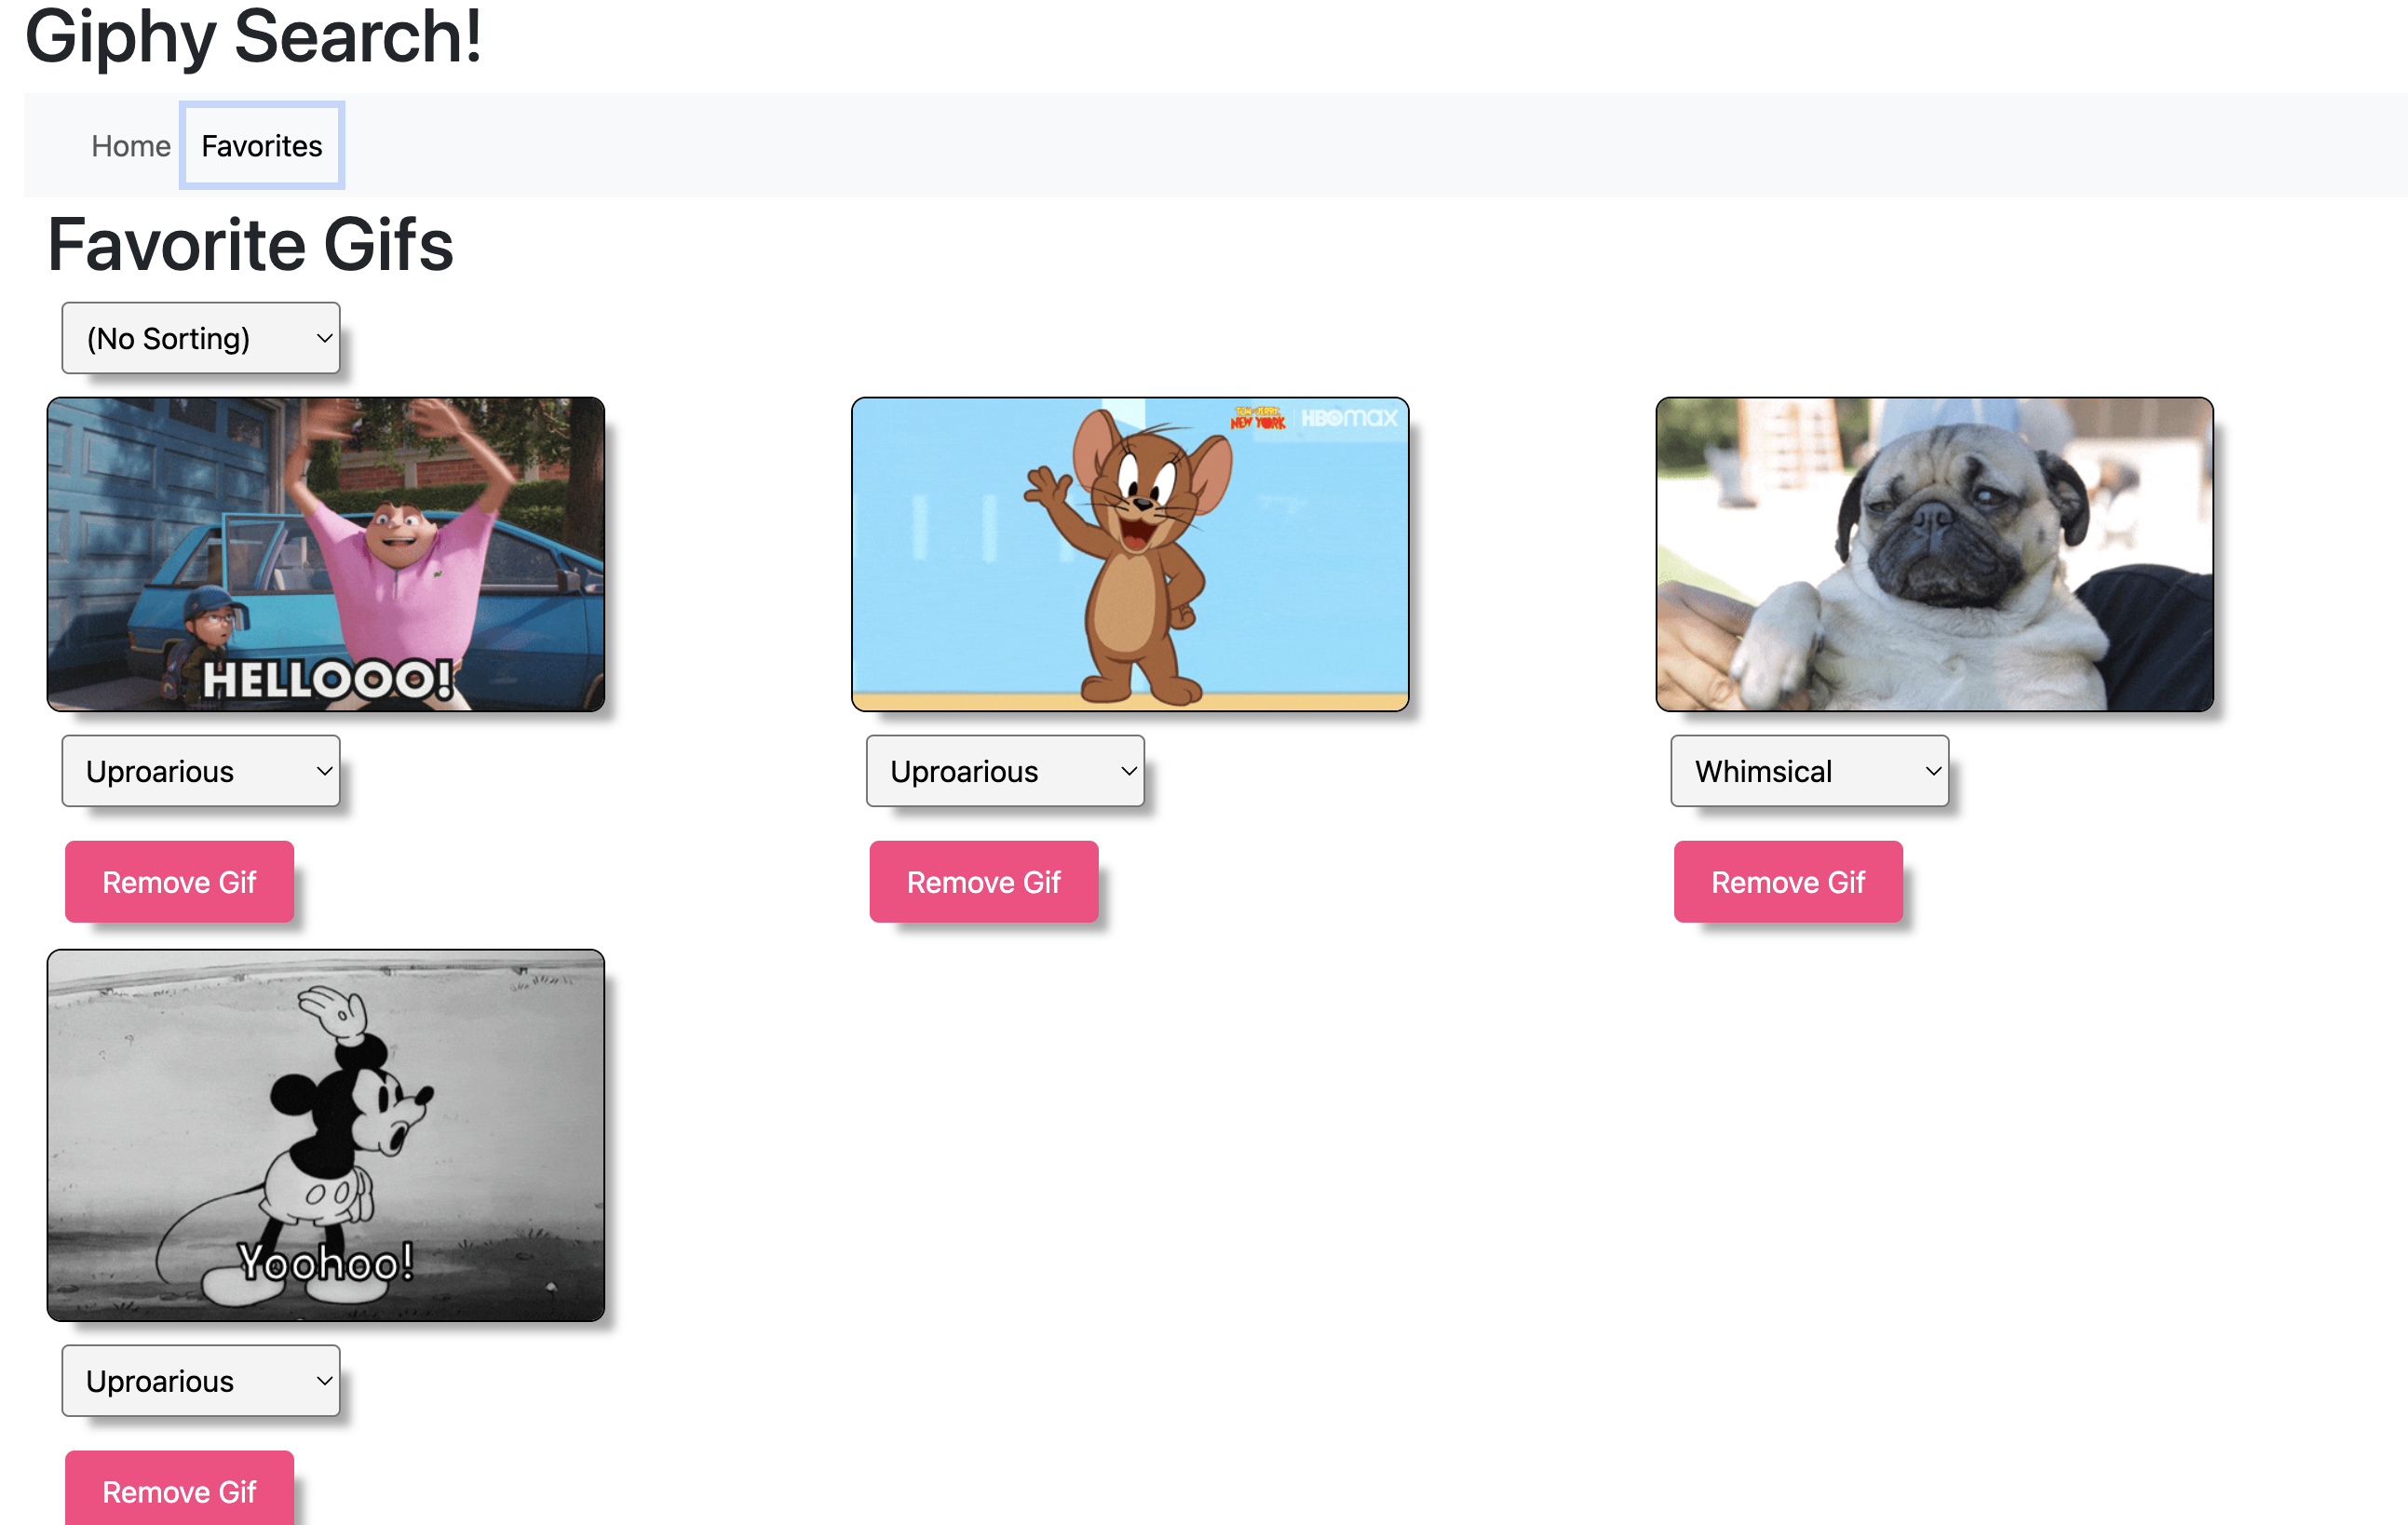 Giphy Search!
Home Favorites
Favorite Gifs
(No Sorting)
TOM AND JERRY
NEW YORK
HBOMAX
HELLOOO!
Uproarious Uproarious Whimsical
Remove Gif Remove Gif Remove Gif
Yoohoo!
Uproarious
Remove Gif